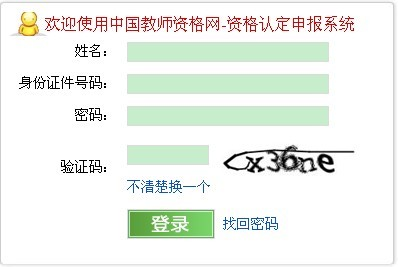 欢迎使用中国教师资格网-资格认定申报系统
姓名：
身份证件号码：
密码：
验证码： x36ne
不清楚换一个
登录 找回密码